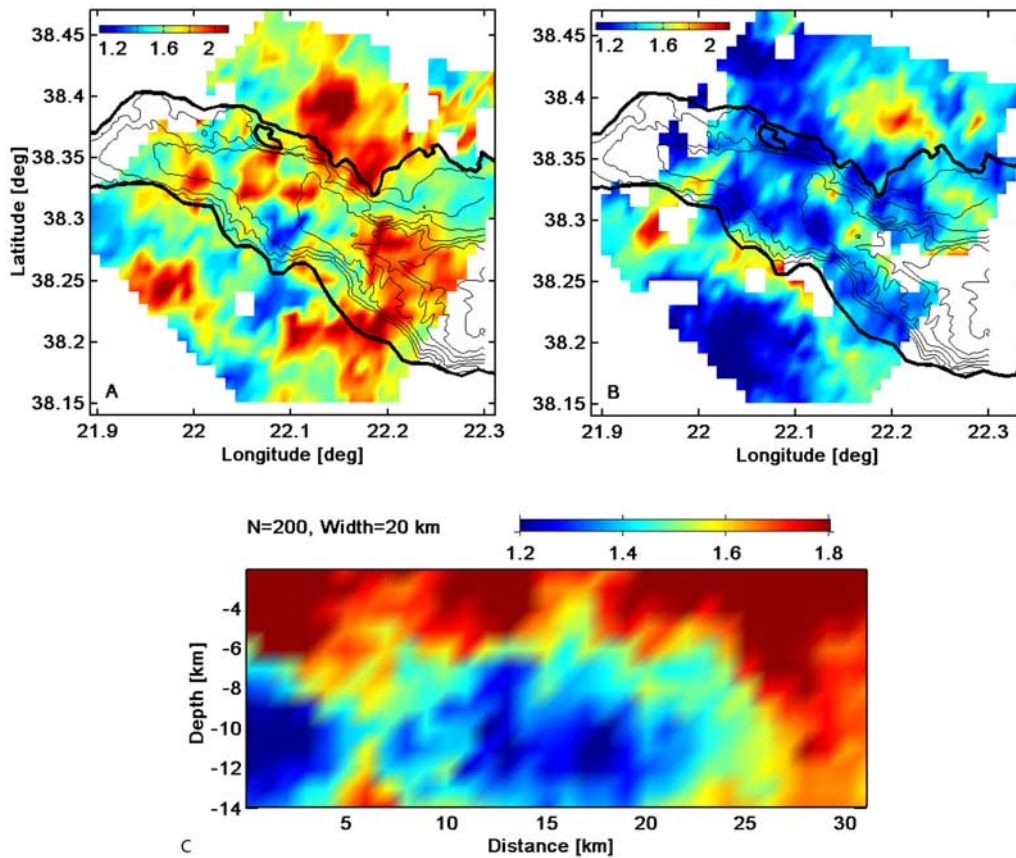 1.2 1.6 2
38.45
38.4
38.35
38.3
38.25
38.2
38.15
Latitude [deg]
A
21.9 22 22.1 22.2 22.3
Longitude [deg]
1.2 1.6 2
38.45
38.4
38.35
38.3
38.25
38.2
38.15
B
21.9 22 22.1 22.2 22.3
Longitude [deg]
N=200, Width=20 km
1.2 1.4 1.6 1.8
-4
-6
-8
-10
-12
-14
Depth [km]
5 10 15 20 25 30
C
Distance [km]